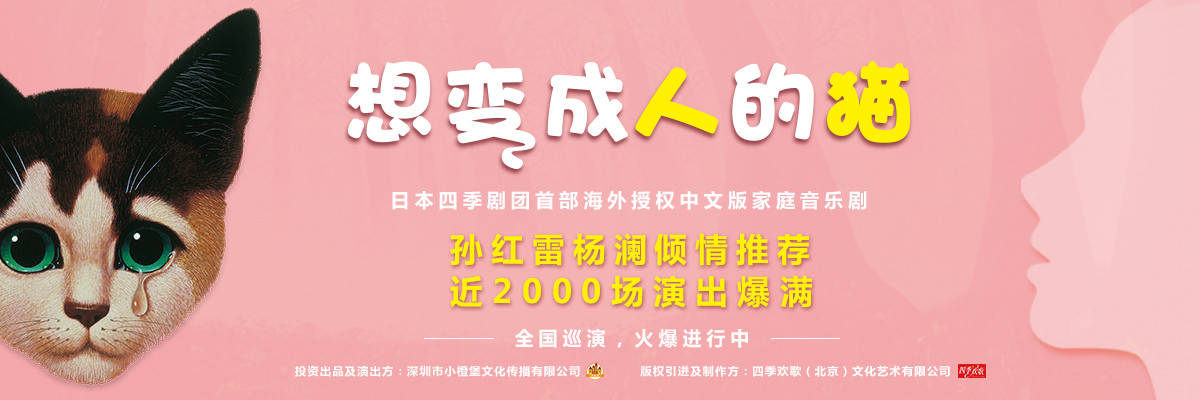 想变成人的猫
日本四季剧团首部海外授权中文版家庭音乐剧
孙红雷杨澜倾情推荐
近2000场演出爆满
全国巡演，火爆进行中
投资出品及演出方：深圳市小橙堡文化传播有限公司
版权引进及制作方：四季欢歌（北京）文化艺术有限公司 四季欢歌